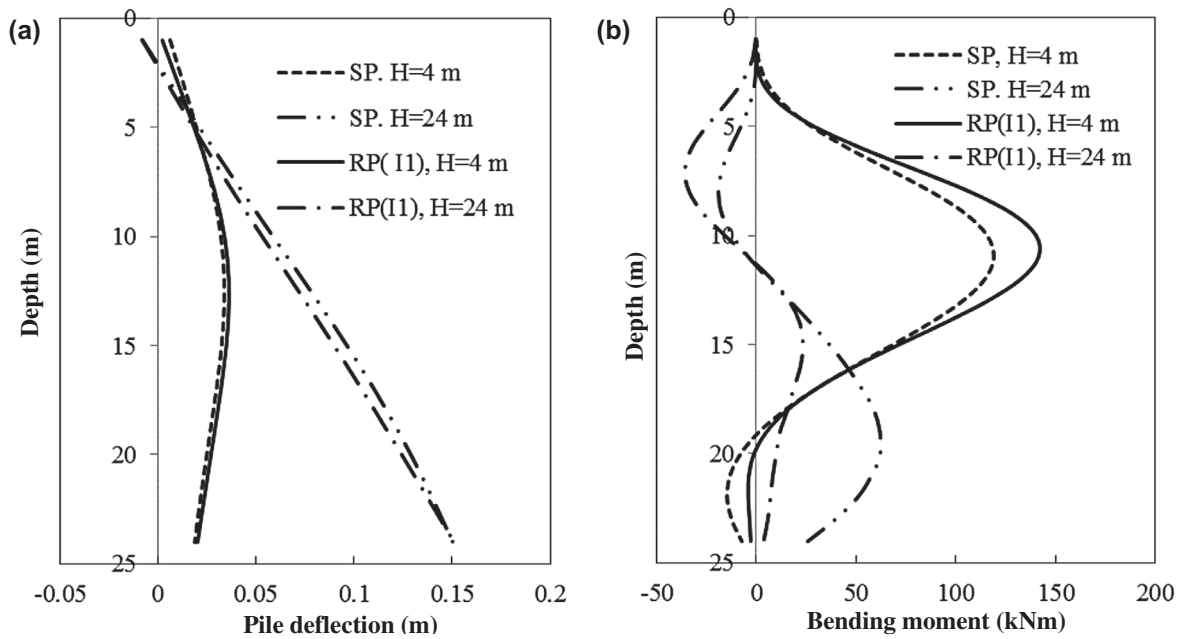 (a)
0
5
10
15
20
25
Depth (m)
SP. H=4 m
SP. H=24 m
RP( I1), H=4 m
RP(I1), H=24 m
-0.05
0
0.05
0.1
0.15
0.2
Pile deflection (m)
(b)
0
5
10
15
20
25
Depth (m)
SP, H=4 m
SP. H=24 m
RP(I1), H=4 m
RP(I1), H=24 m
-50
0
50
100
150
200
Bending moment (kNm)